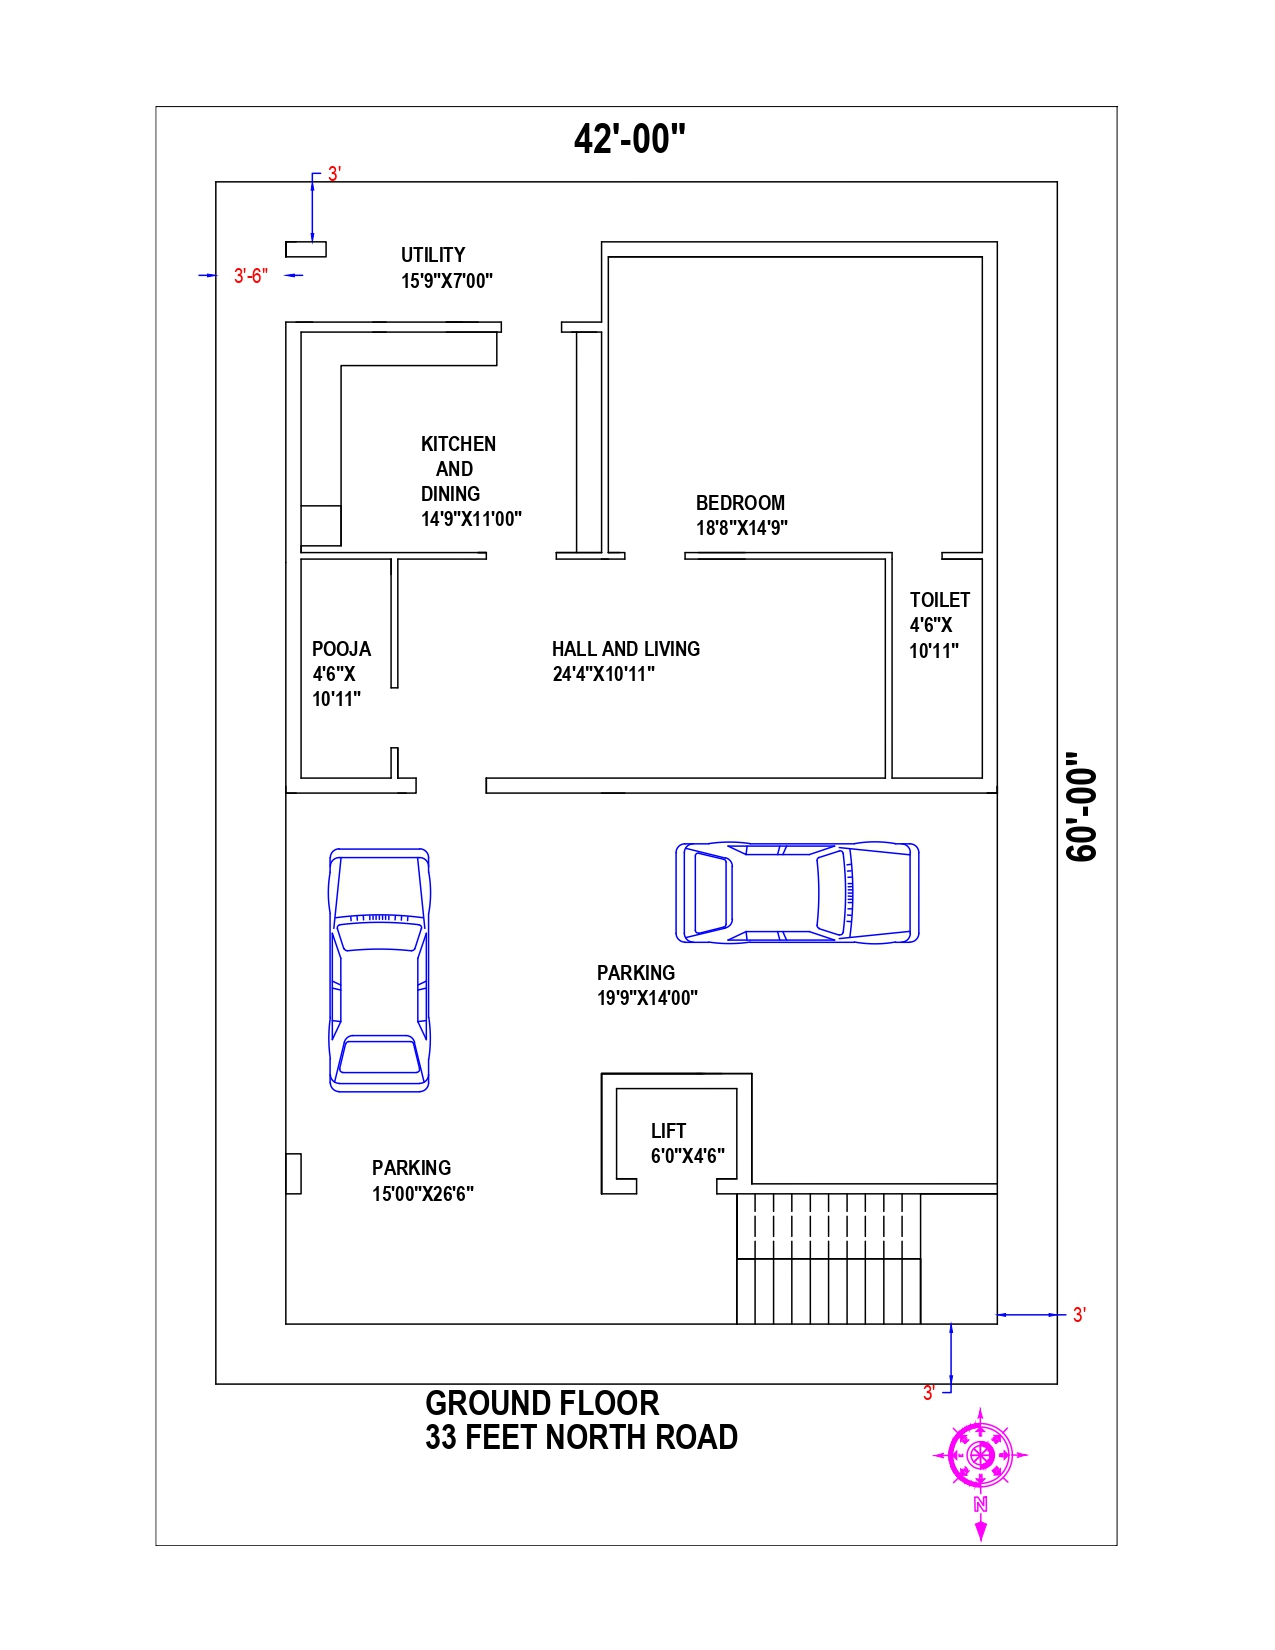 42'-00"
3'
3'-6"
UTILITY
15'9"X7'00"
KITCHEN
AND
DINING
14'9"X11'00"
BEDROOM
18'8"X14'9"
TOILET
4'6"X
10'11"
POOJA
4'6"X
10'11"
HALL AND LIVING
24'4"X10'11"
60'-00"
PARKING
19'9"X14'00"
LIFT
6'0"X4'6"
PARKING
15'00"X26'6"
3'
3'
GROUND FLOOR
33 FEET NORTH ROAD
N